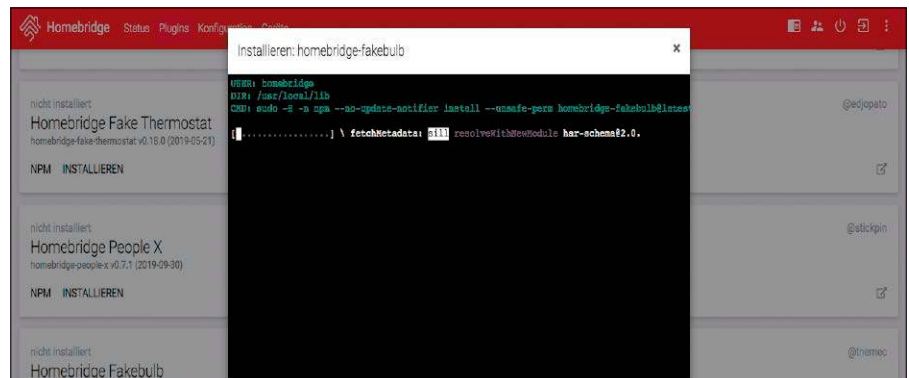 Homebridge Status Plugins Konfiguration Geräte
Installieren: homebridge-fakebulb x
USER: homebridge
DIR: /usr/local/lib
CMD: sudo -E -n npm --no-update-notifier install --unsafe-perm homebridge-fakebulb@latest
[................] \ fetchMetadata: sill resolveWithNewModule har-schema@2.0.
nicht installiert
@edjopato
Homebridge Fake Thermostat
homebridge-fake-thermostat v0.18.0 (2019-05-21)
NPM INSTALLIEREN
nicht installiert
@stickpin
Homebridge People X
homebridge-people-x v0.7.1 (2019-09-30)
NPM INSTALLIEREN
nicht installiert
@tnemec
Homebridge Fakebulb